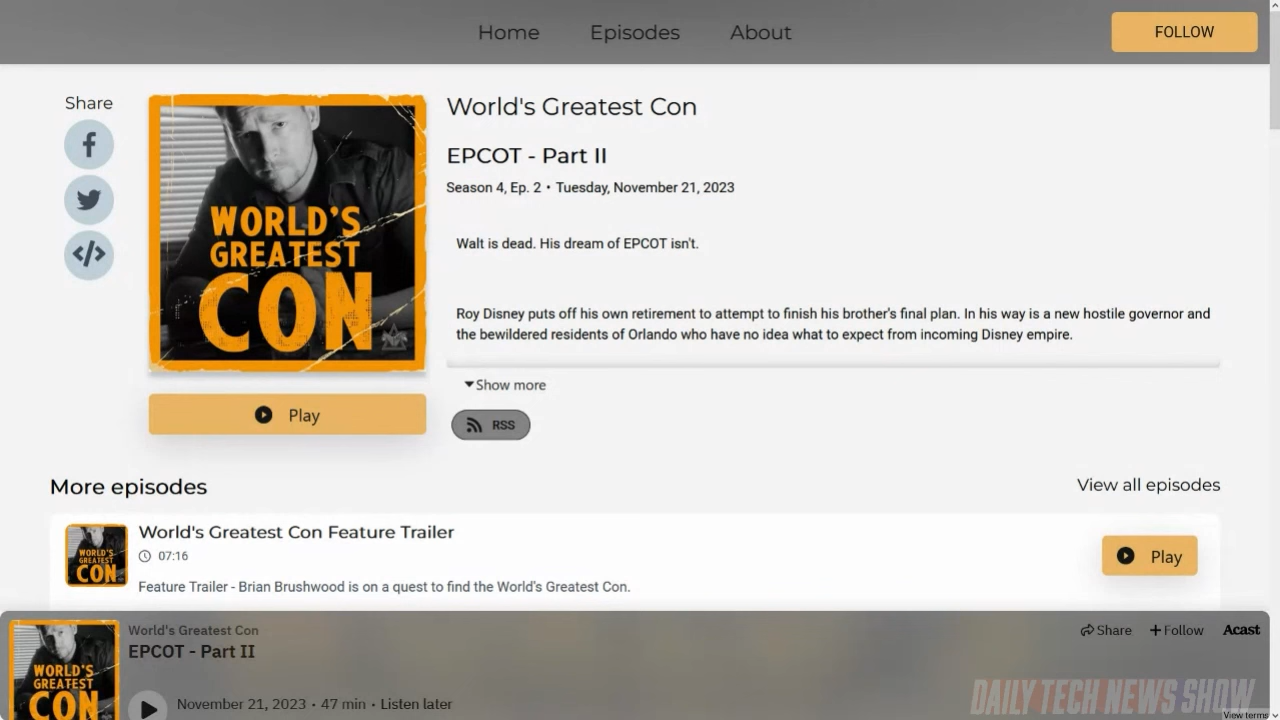 Home Episodes About FOLLOW
Share
WORLD'S
GREATEST
CON
World's Greatest Con
EPCOT - Part II
Season 4, Ep. 2 • Tuesday, November 21, 2023
Walt is dead. His dream of EPCOT isn't.
Roy Disney puts off his own retirement to attempt to finish his brother's final plan. In his way is a new hostile governor and
the bewildered residents of Orlando who have no idea what to expect from incoming Disney empire.
Show more
Play
RSS
More episodes
View all episodes
WORLD'S
GREATEST
CON
World's Greatest Con Feature Trailer
07:16
Feature Trailer - Brian Brushwood is on a quest to find the World's Greatest Con.
Play
WORLD'S
GREATEST
CON
World's Greatest Con
EPCOT - Part II
November 21, 2023 • 47 min • Listen later
Share Follow Acast
DAILY TECH NEWS SHOW
View terms